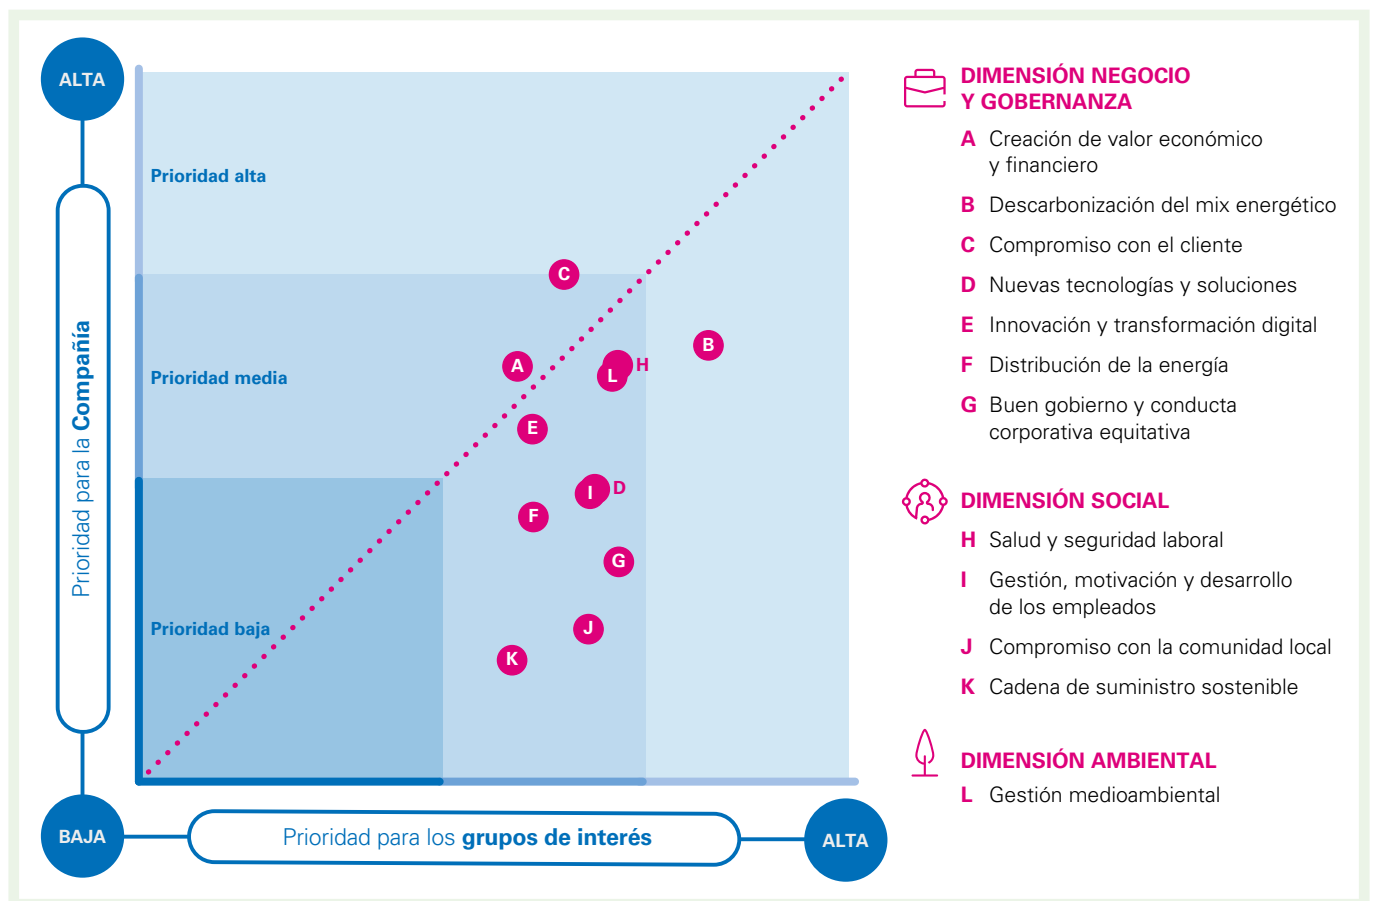 ALTA
Prioridad para la Compañía
BAJA
Prioridad alta
Prioridad media
Prioridad baja
C
B
A
H
L
E
D
I
F
G
J
K
Prioridad para los grupos de interés
ALTA
DIMENSIÓN NEGOCIO
Y GOBERNANZA
A Creación de valor económico
y financiero
B Descarbonización del mix energético
C Compromiso con el cliente
D Nuevas tecnologías y soluciones
E Innovación y transformación digital
F Distribución de la energía
G Buen gobierno y conducta
corporativa equitativa
DIMENSIÓN SOCIAL
H Salud y seguridad laboral
I Gestión, motivación y desarrollo
de los empleados
J Compromiso con la comunidad local
K Cadena de suministro sostenible
DIMENSIÓN AMBIENTAL
L Gestión medioambiental